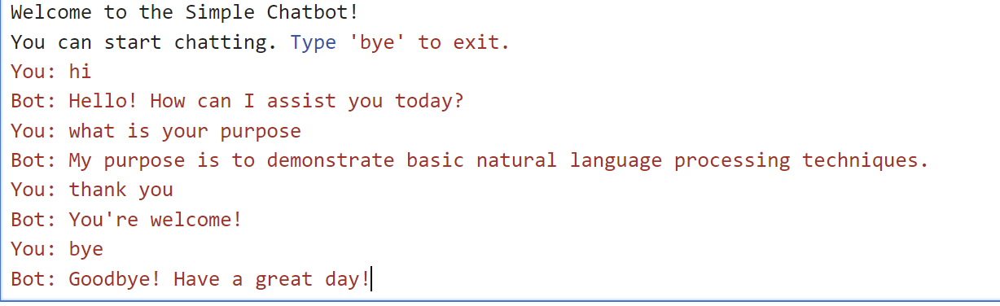 Welcome to the Simple Chatbot!
You can start chatting. Type 'bye' to exit.
You: hi
Bot: Hello! How can I assist you today?
You: what is your purpose
Bot: My purpose is to demonstrate basic natural language processing techniques.
You: thank you
Bot: You're welcome!
You: bye
Bot: Goodbye! Have a great day!